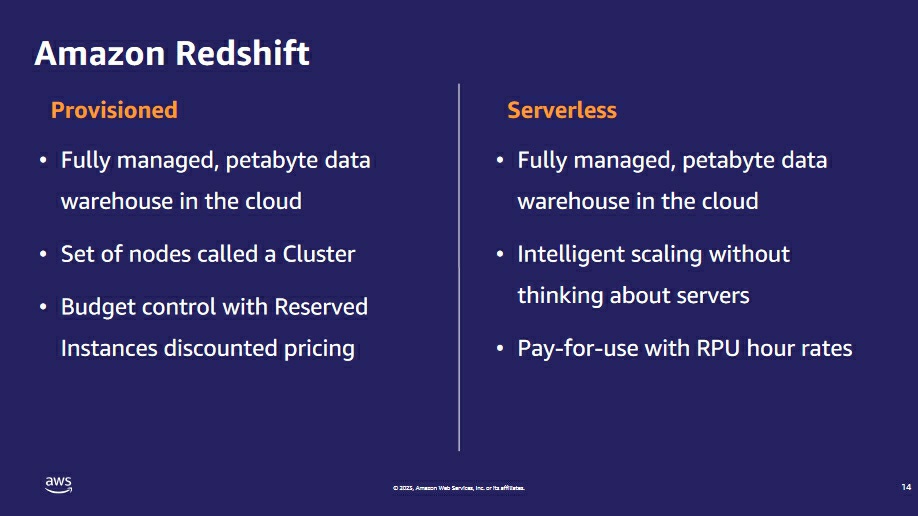 Amazon Redshift
Provisioned
• Fully managed, petabyte data
warehouse in the cloud
• Set of nodes called a Cluster
• Budget control with Reserved
Instances discounted pricing
Serverless
• Fully managed, petabyte data
warehouse in the cloud
• Intelligent scaling without
thinking about servers
• Pay-for-use with RPU hour rates
aws
© 2023, Amazon Web Services, Inc. or its affiliates.
14